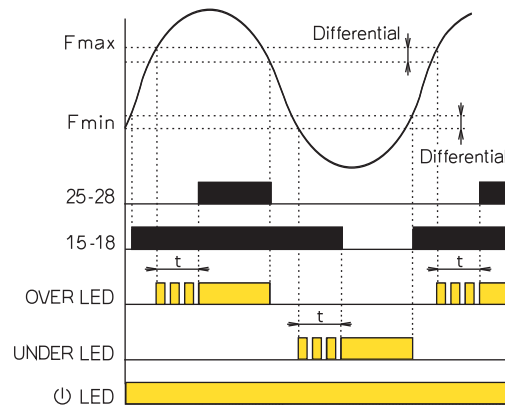 Fmax
Differential
Fmin
Differential
25-28
15-18
t
t
OVER LED
t
UNDER LED
⏻ LED